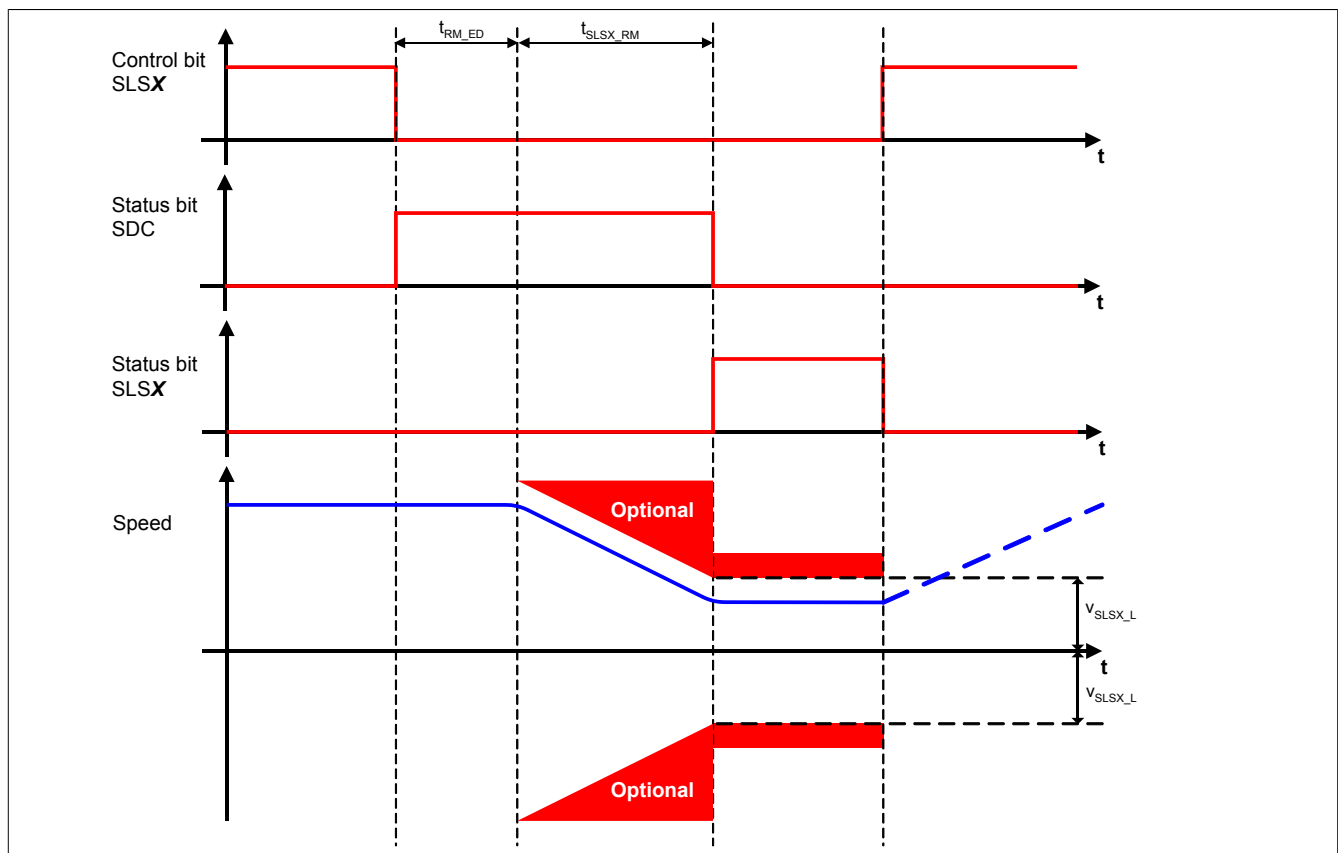 t_RM_ED
t_SLSX_RM
Control bit
SLSX
t
Status bit
SDC
t
Status bit
SLSX
t
Optional
Speed
v_SLSX_L
t
v_SLSX_L
Optional